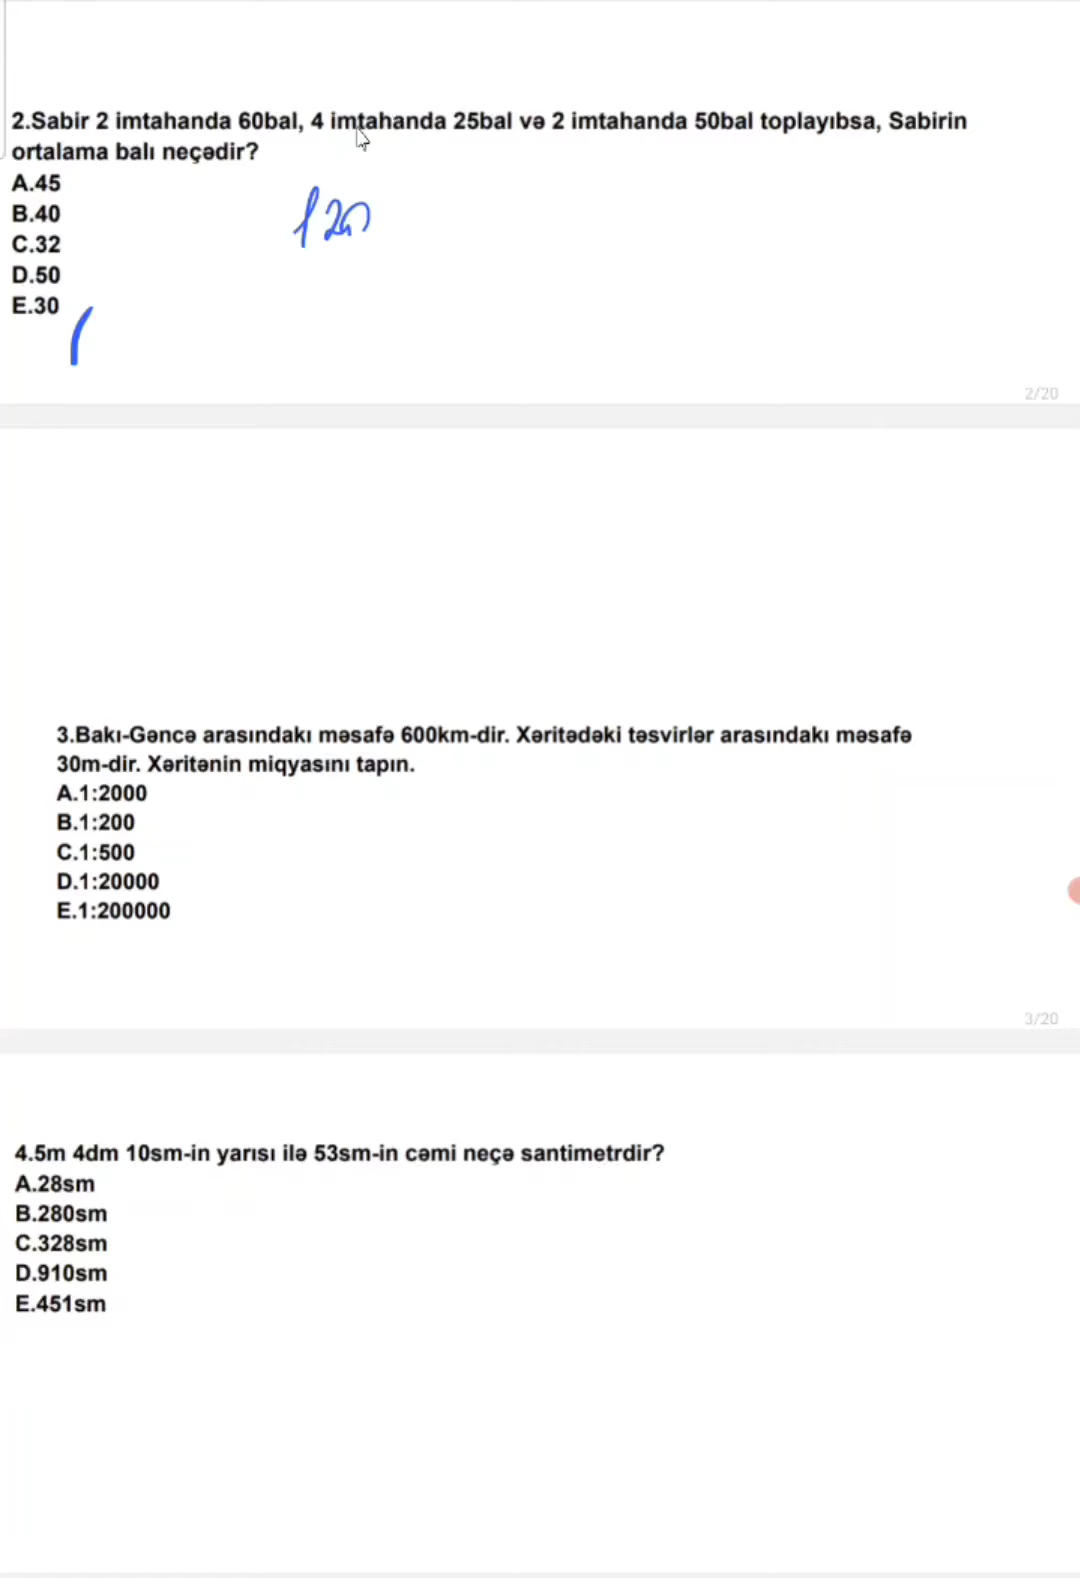 2.Sabir 2 imtahanda 60bal, 4 imtahanda 25bal və 2 imtahanda 50bal toplayıbsa, Sabirin
ortalama balı neçədir?
A.45
B.40
C.32
D.50
E.30
120
2/20
3.Bakı-Gəncə arasındakı məsafə 600km-dir. Xəritədəki təsvirlər arasındakı məsafə
30m-dir. Xəritənin miqyasını tapın.
A.1:2000
B.1:200
C.1:500
D.1:20000
E.1:200000
3/20
4.5m 4dm 10sm-in yarısı ilə 53sm-in cəmi neçə santimetrdir?
A.28sm
B.280sm
C.328sm
D.910sm
E.451sm